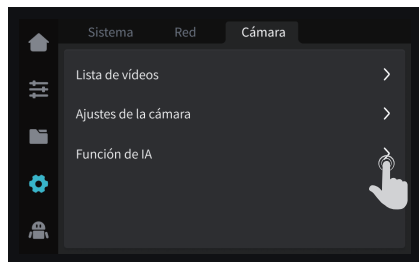 Sistema Red Cámara
Lista de vídeos
Ajustes de la cámara
Función de IA